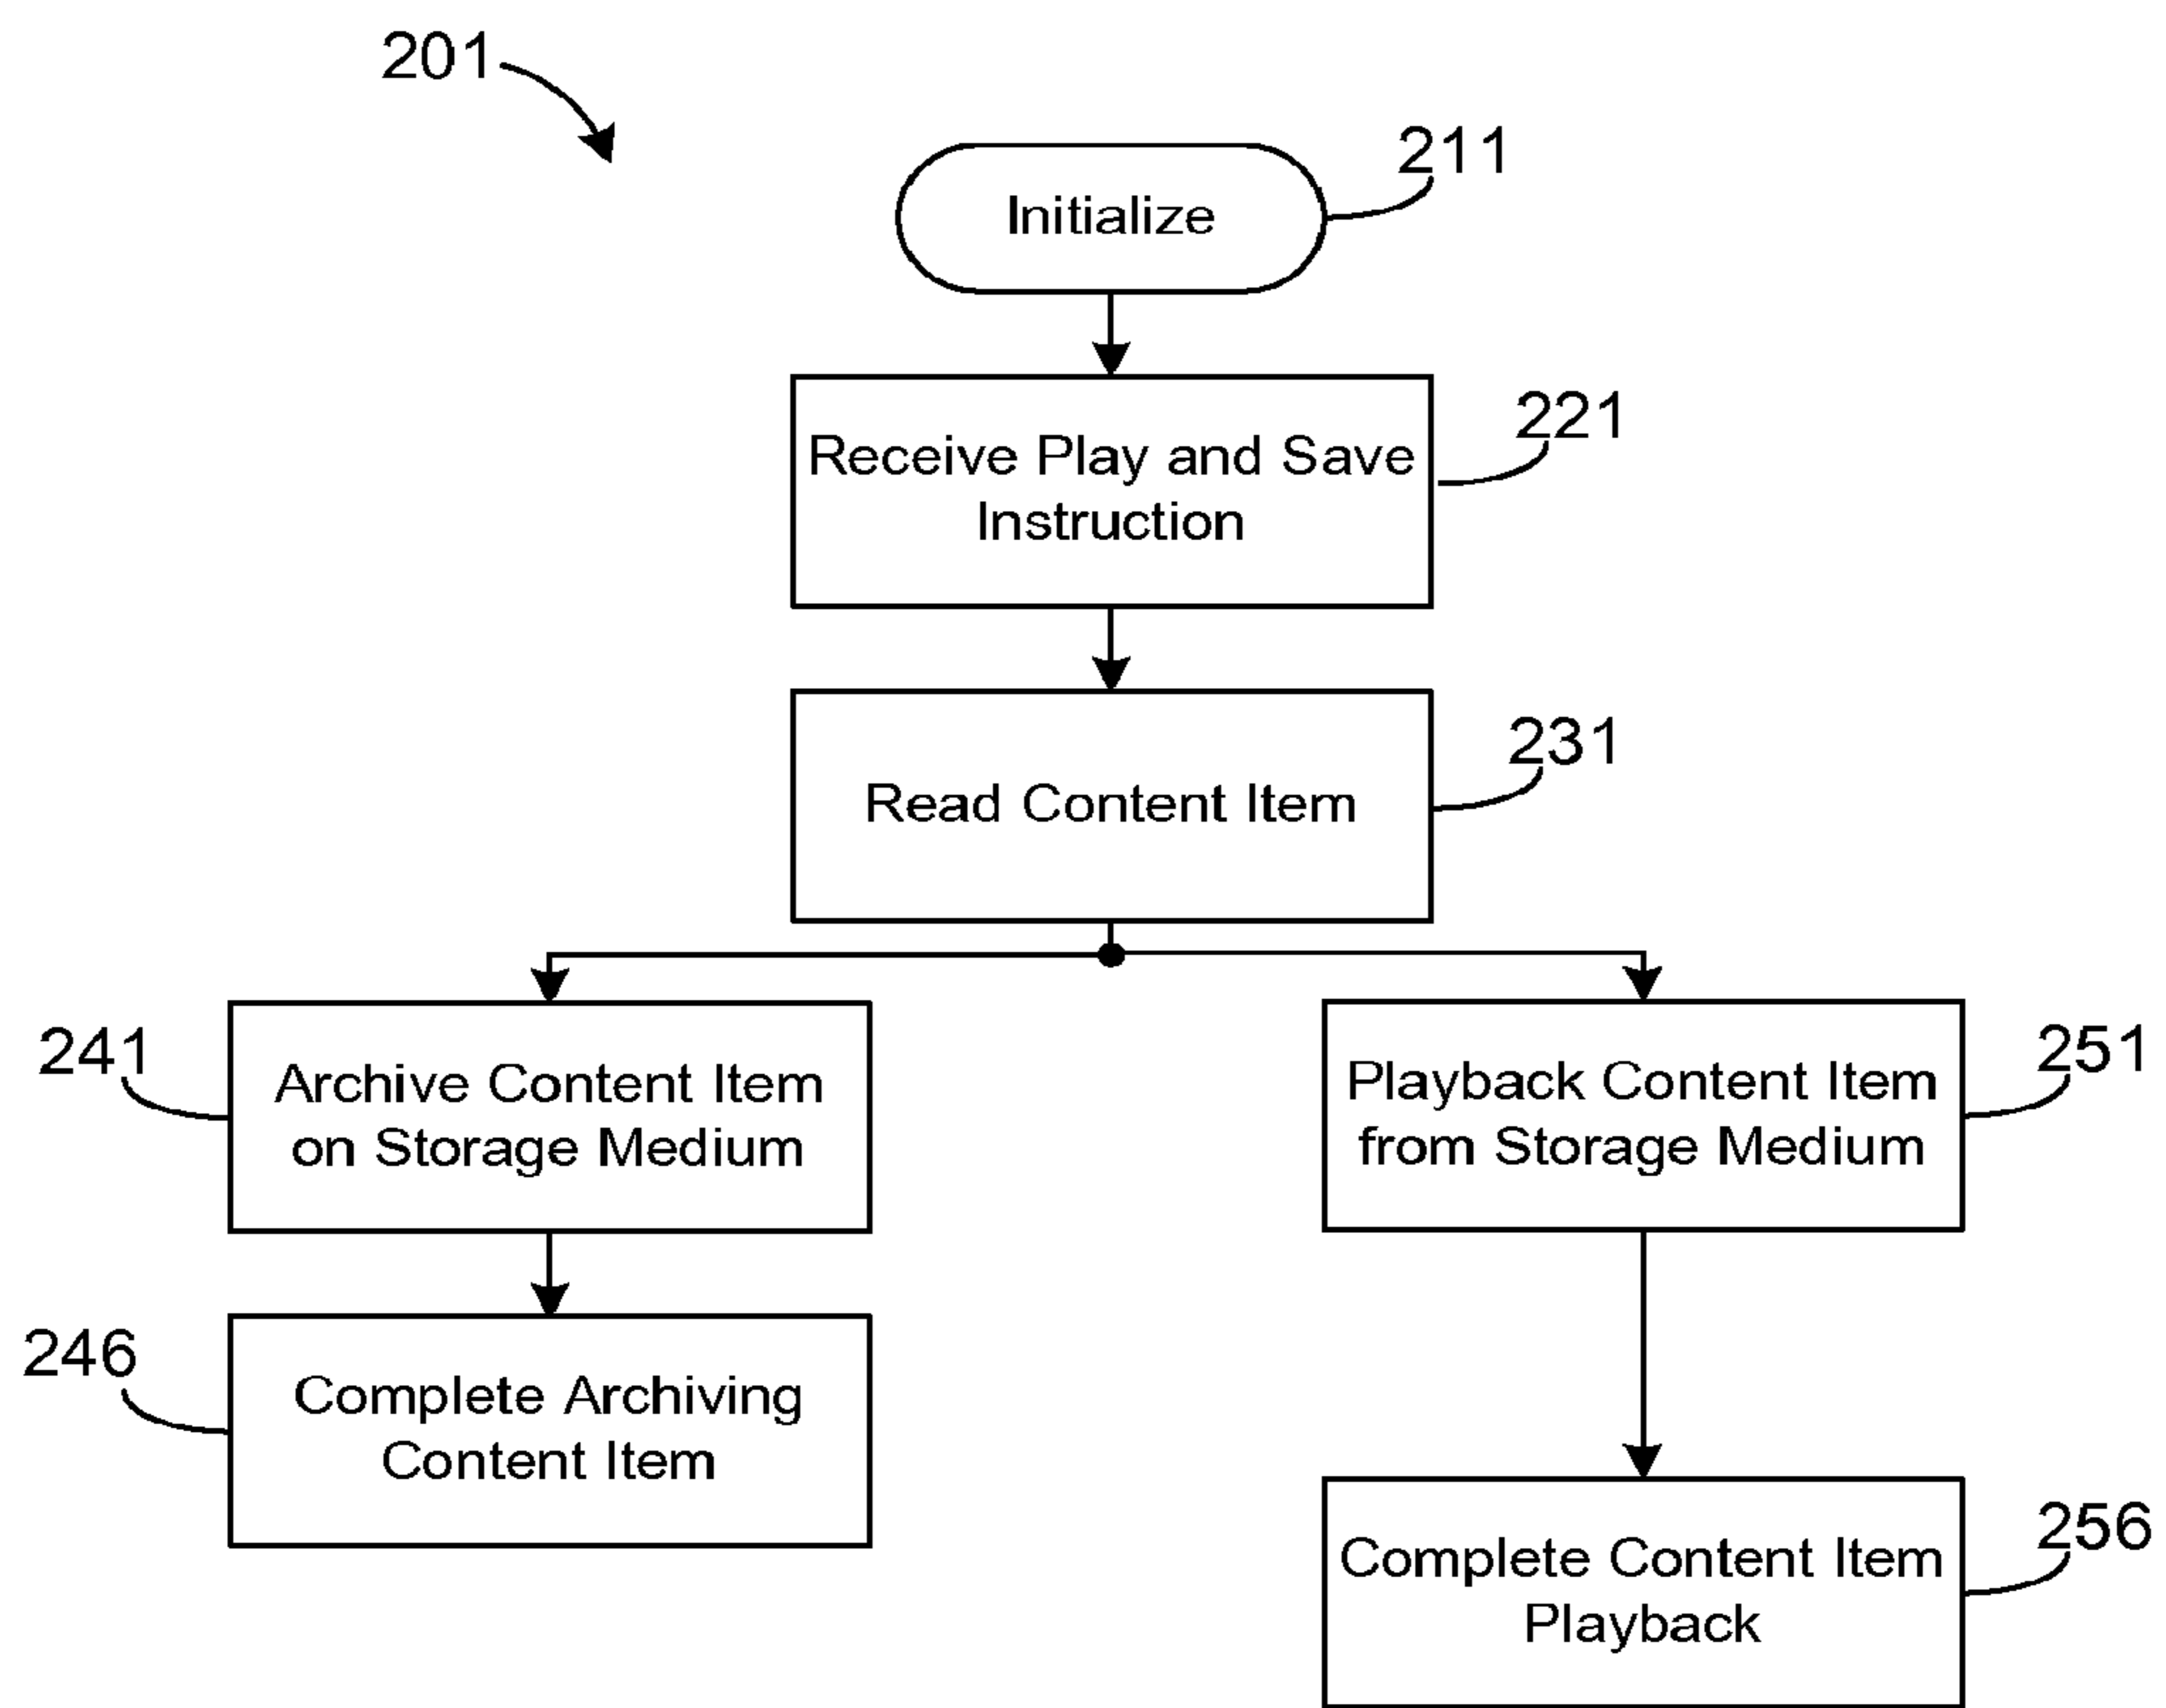 201
211
Initialize
221
Receive Play and Save
Instruction
231
Read Content Item
241
Archive Content Item
on Storage Medium
251
Playback Content Item
from Storage Medium
246
Complete Archiving
Content Item
256
Complete Content Item
Playback